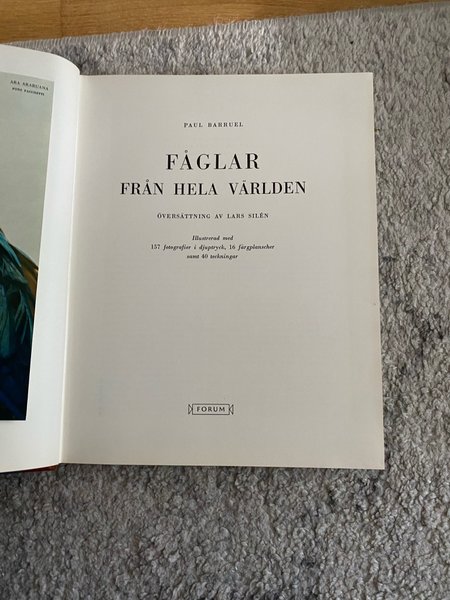 ARA ARARUANA
PAUL BARRUEL
FÅGLAR
FRÅN HELA VÄRLDEN
ÖVERSÄTTNING AV LARS SILÉN
Illustrerad med
157 fotografier i djuptryck, 16 färgplanscher
samt 40 teckningar
FORUM